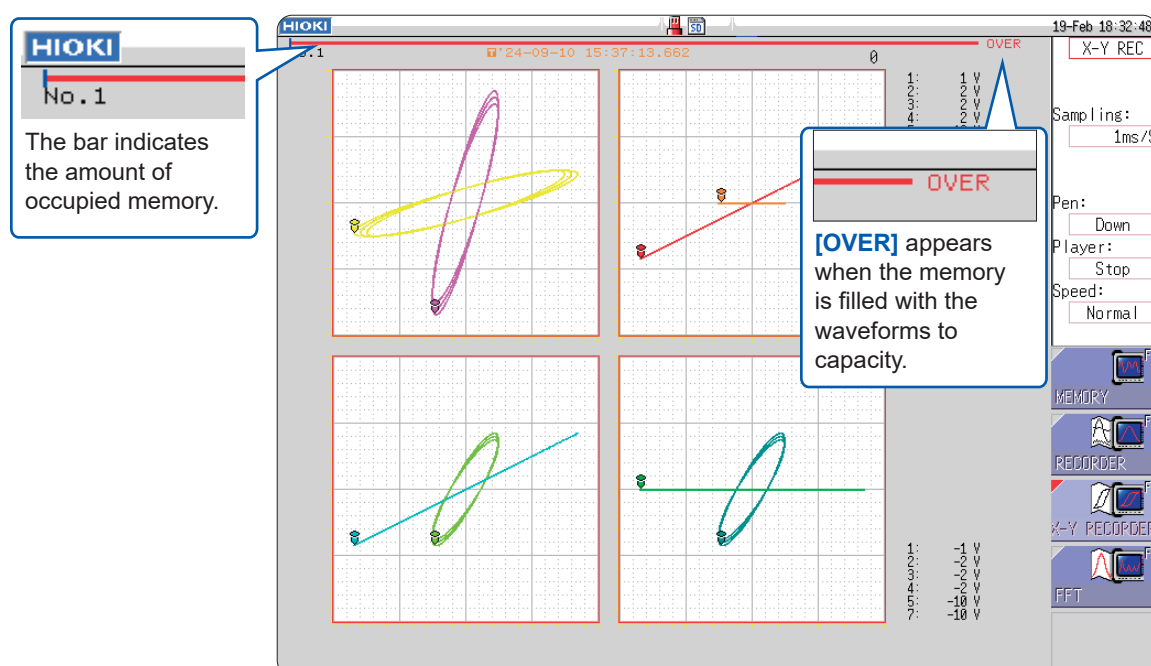 HIOKI
No.1
The bar indicates
the amount of
occupied memory.
HIOKI
SD
19-Feb 18:32:48
.1
T'24-09-10 15:37:13.662
0
OVER
X-Y REC
1: 1 V
2: 2 V
3: 2 V
4: 2 V
Sampling:
1ms/S
OVER
[OVER] appears
when the memory
is filled with the
waveforms to
capacity.
Pen:
Down
Player:
Stop
Speed:
Normal
MEMORY
RECORDER
X-Y RECORDER
FFT
1: -1 V
2: -2 V
3: -2 V
4: -2 V
5: -10 V
7: -10 V